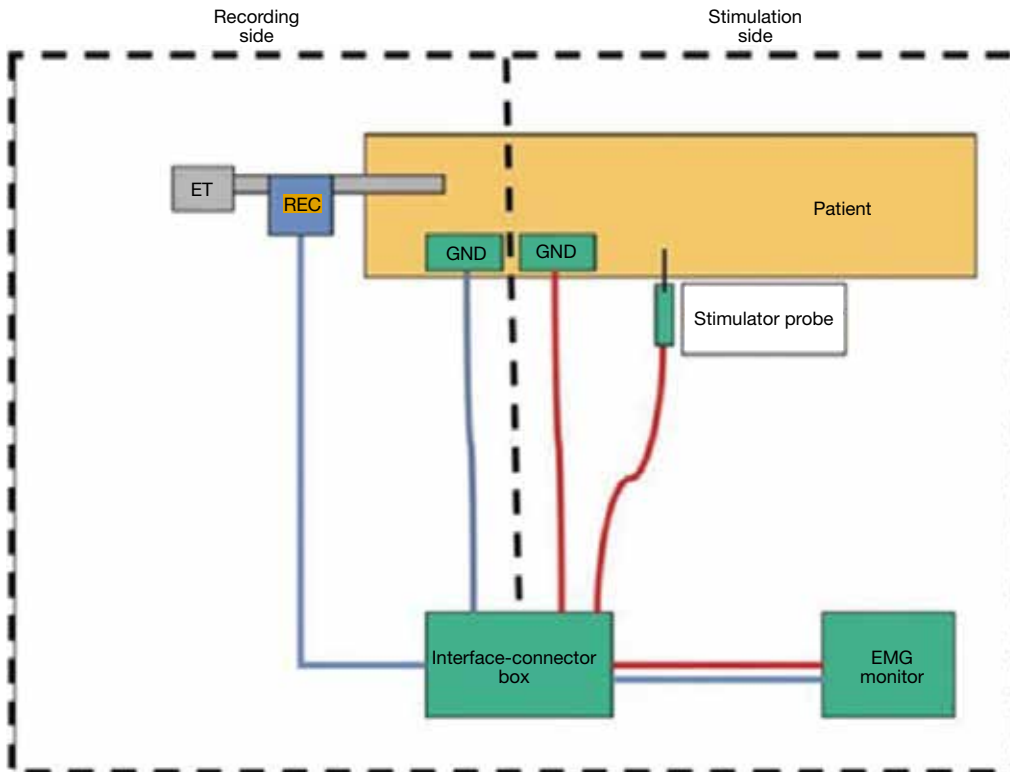 Recording
side
Stimulation
side
ET
REC
Patient
GND
GND
Stimulator probe
Interface-connector
box
EMG
monitor